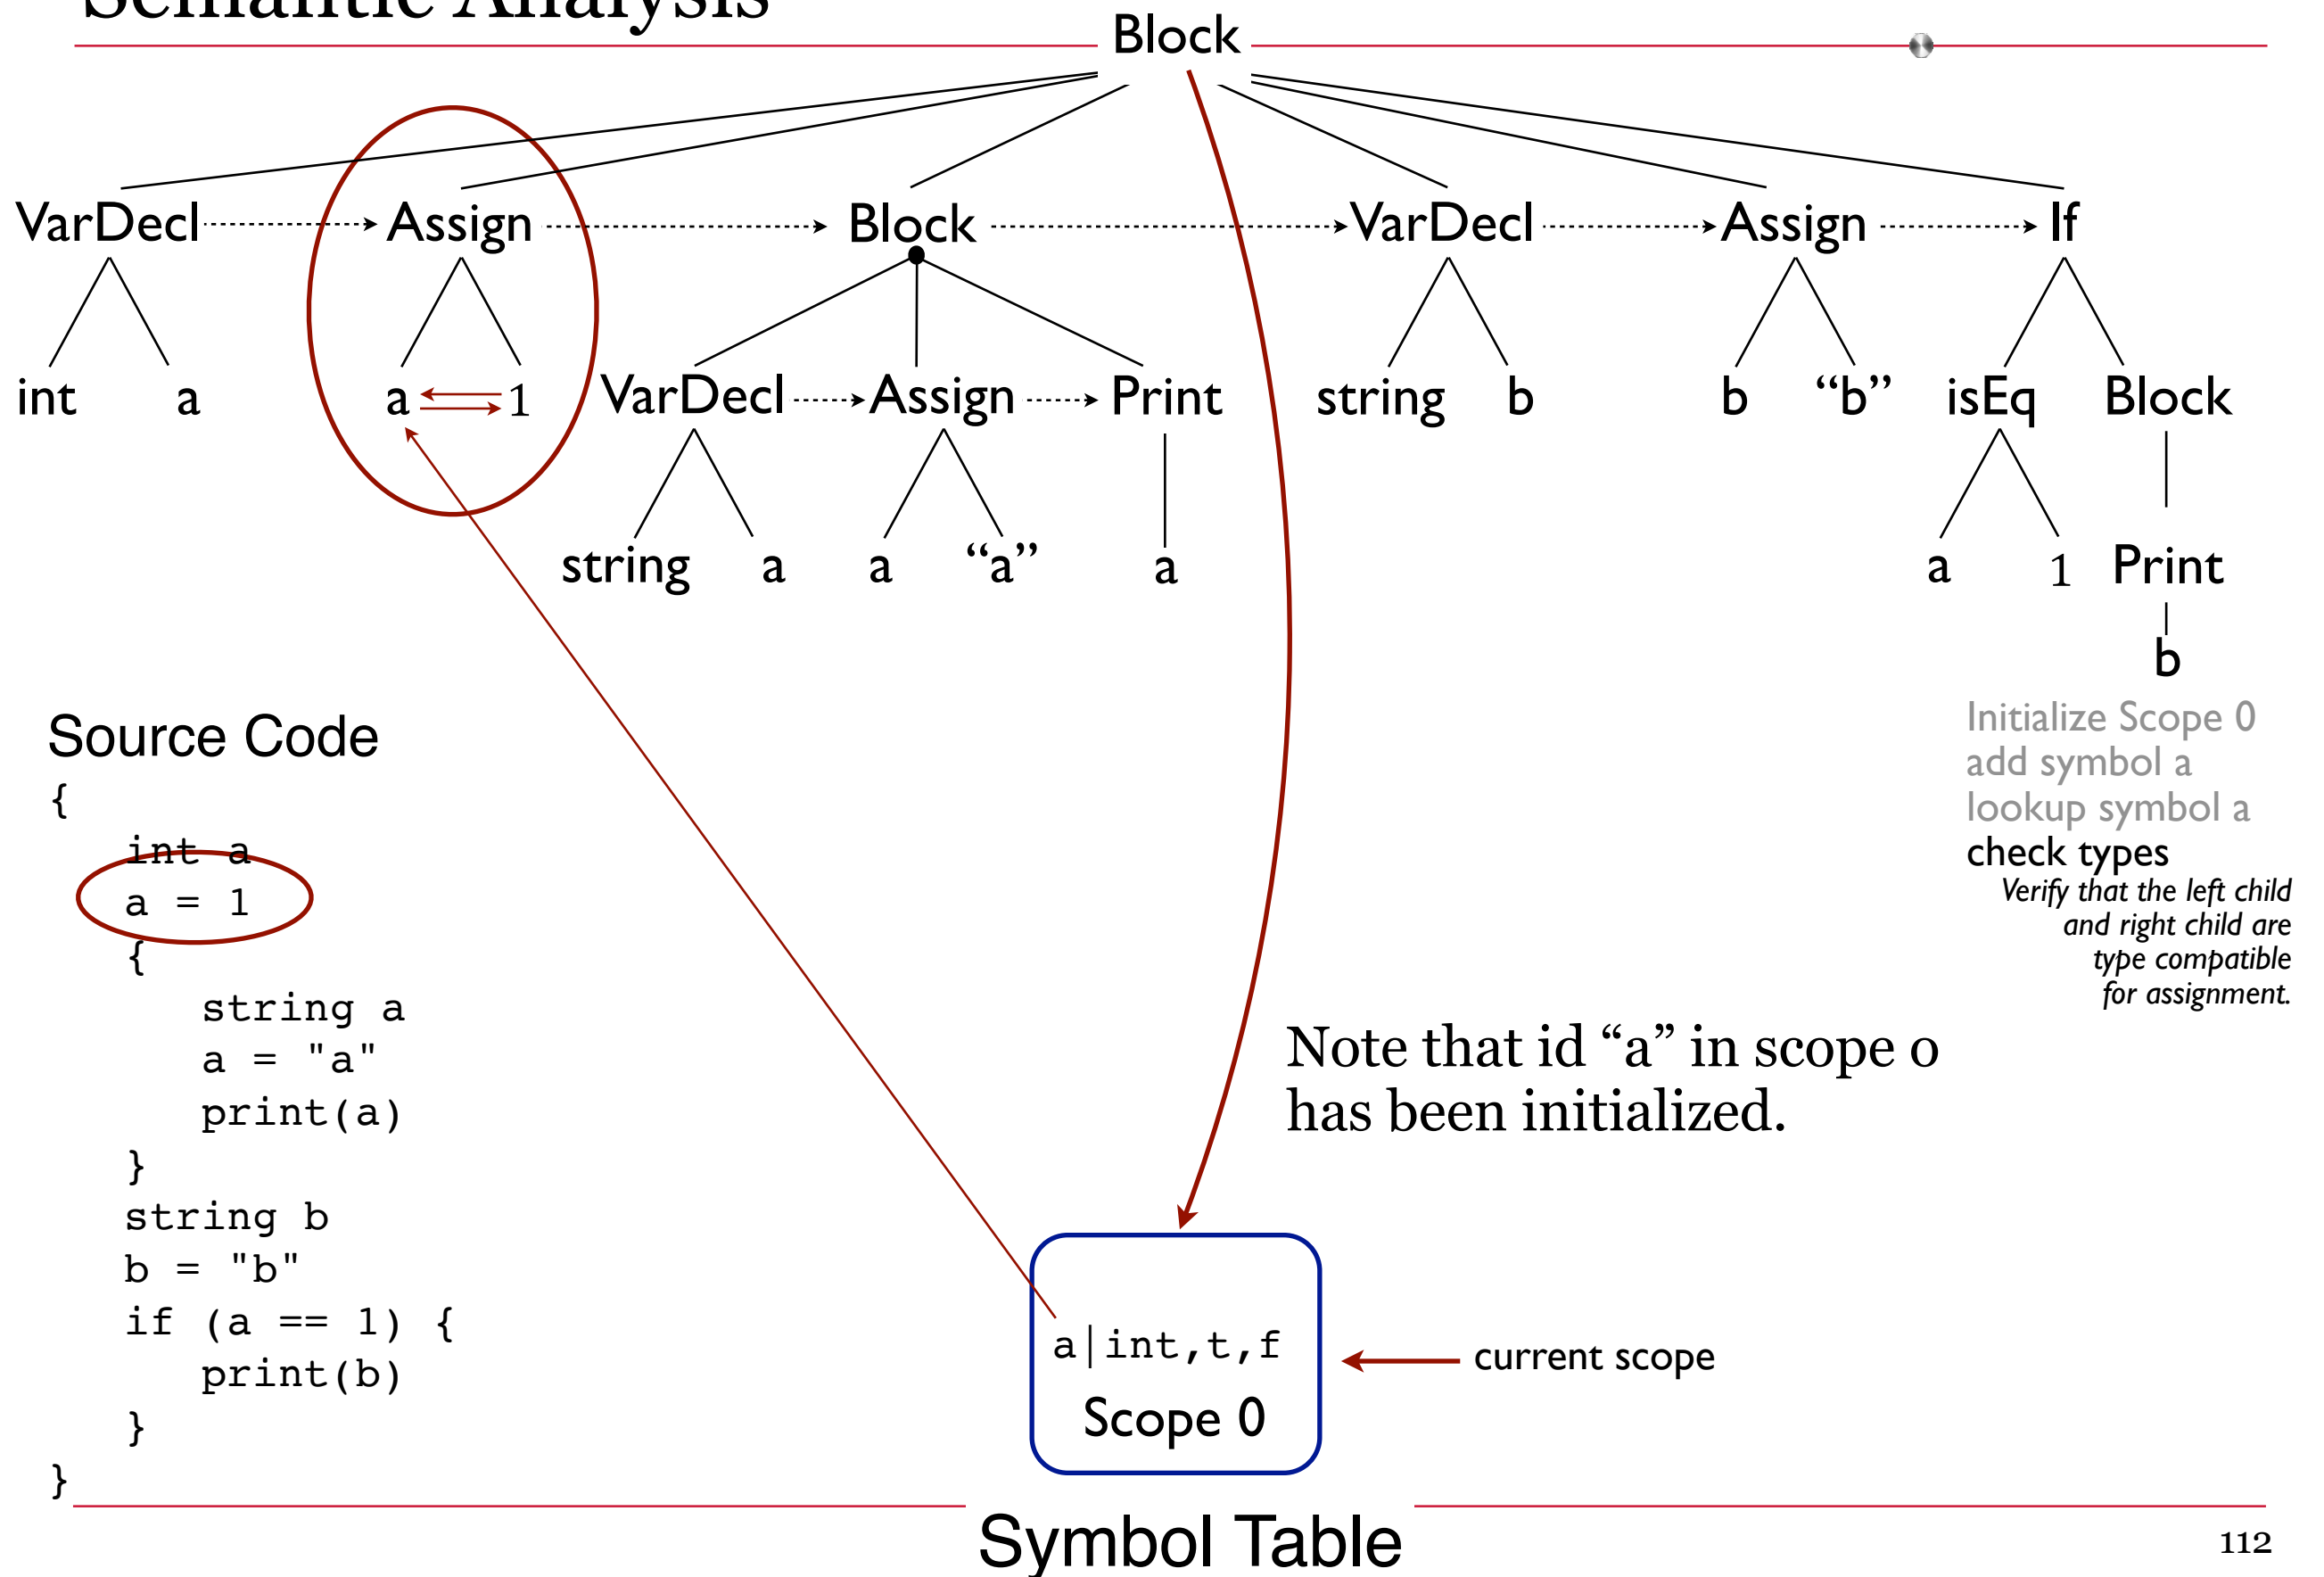 Semantic Analysis
Block
VarDecl Assign Block VarDecl Assign If
int a a 1 VarDecl Assign Print string b b “b” isEq Block
string a a “a” a a 1 Print
b
Source Code
{
int a
a = 1
{
string a
a = "a"
print(a)
}
string b
b = "b"
if (a == 1) {
print(b)
}
}
Initialize Scope 0
add symbol a
lookup symbol a
check types
Verify that the left child
and right child are
type compatible
for assignment.
Note that id “a” in scope 0
has been initialized.
a|int,t,f
Scope 0
current scope
Symbol Table
112